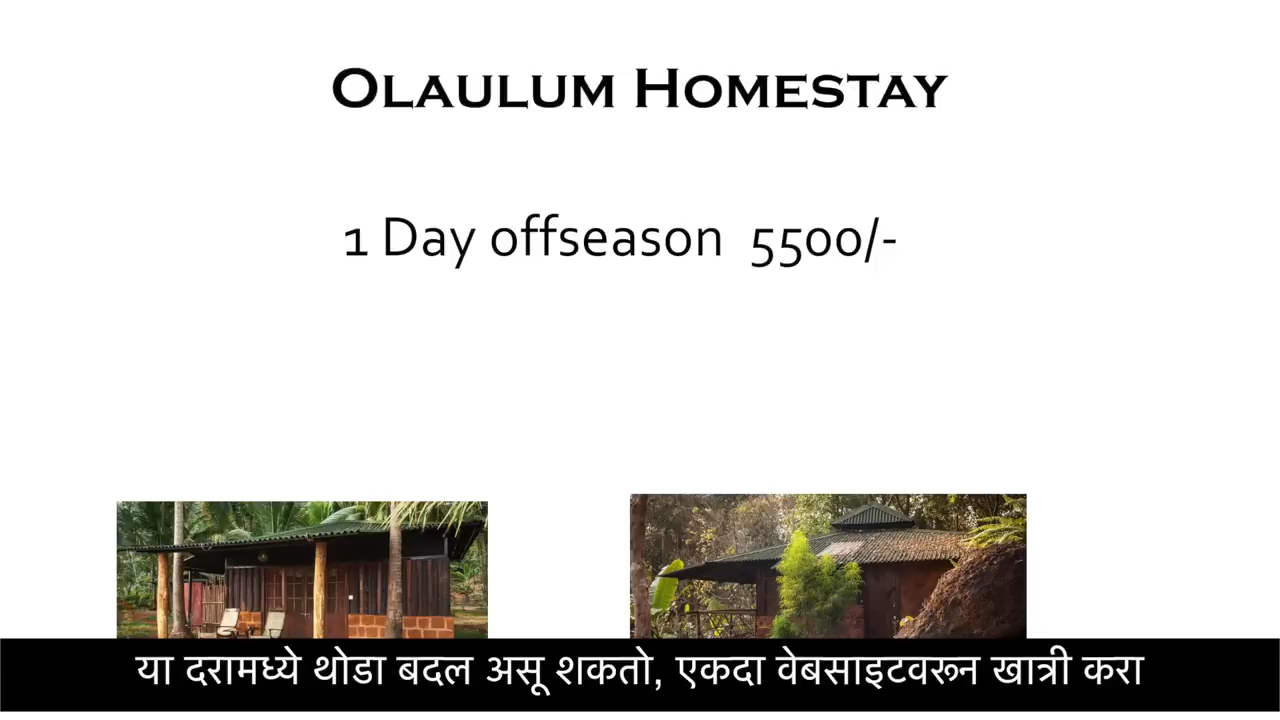 OLAULUM HOMESTAY
1 Day offseason 5500/-
या दरामध्ये थोडा बदल असू शकतो, एकदा वेबसाइटवरून खात्री करा